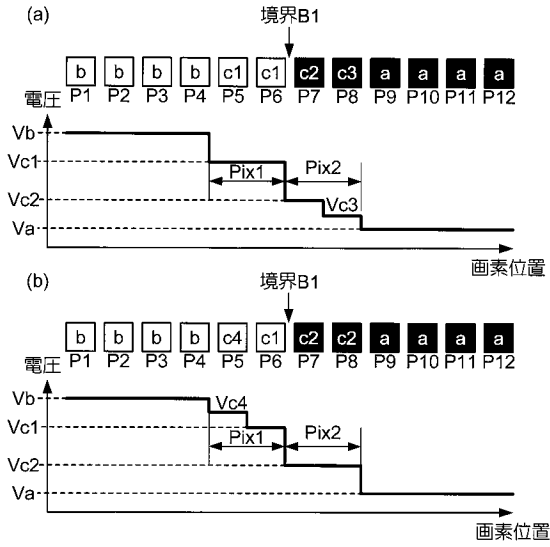 (a)
境界B1
b b b b c1 c1 c2 c3 a a a a
P1 P2 P3 P4 P5 P6 P7 P8 P9 P10 P11 P12
電圧
Vb
Vc1
Pix1 Pix2
Vc2
Vc3
Va
画素位置
(b)
境界B1
b b b b c4 c1 c2 c2 a a a a
P1 P2 P3 P4 P5 P6 P7 P8 P9 P10 P11 P12
電圧
Vb
Vc4
Vc1
Pix1 Pix2
Vc2
Va
画素位置